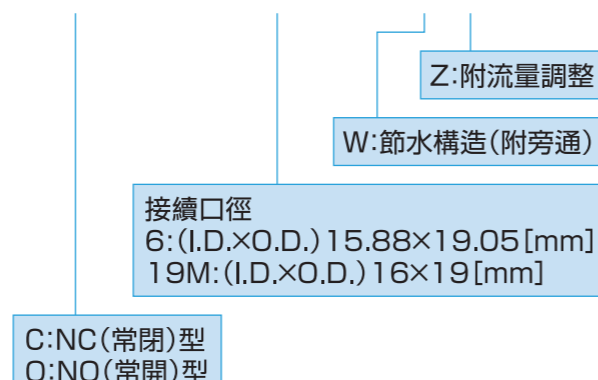 Z:附流量調整
W:節水構造(附旁通)
接續口徑
6:(I.D.×O.D.)15.88×19.05[mm]
19M:(I.D.×O.D.)16×19[mm]
C:NC(常閉)型
O:NO(常開)型